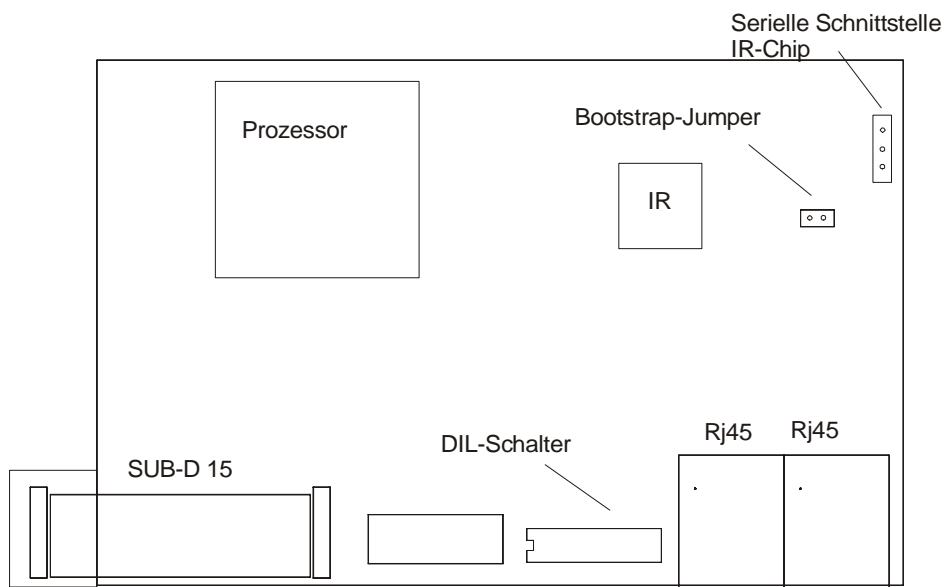 Serielle Schnittstelle
IR-Chip
Prozessor
Bootstrap-Jumper
IR
DIL-Schalter
Rj45
Rj45
SUB-D 15